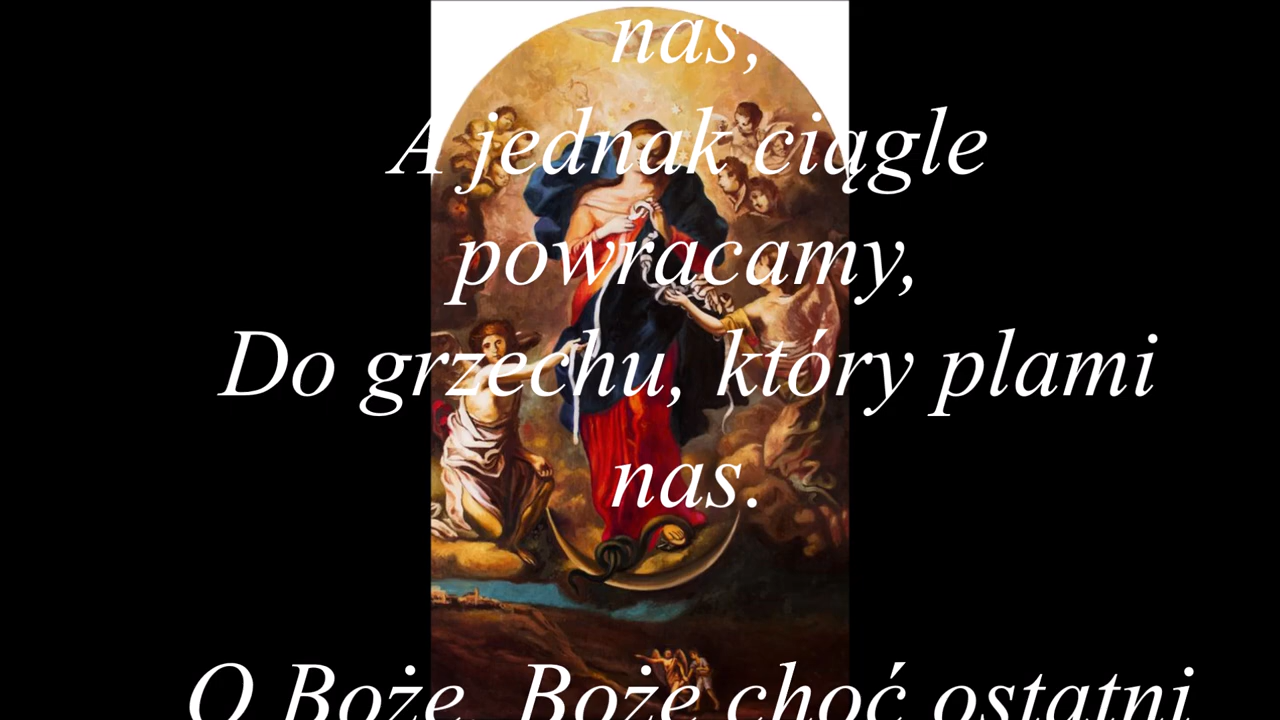 nas,
A jednak ciągle
powracamy,
Do grzechu, który plami
nas.
O Boże, Boże choć ostatni